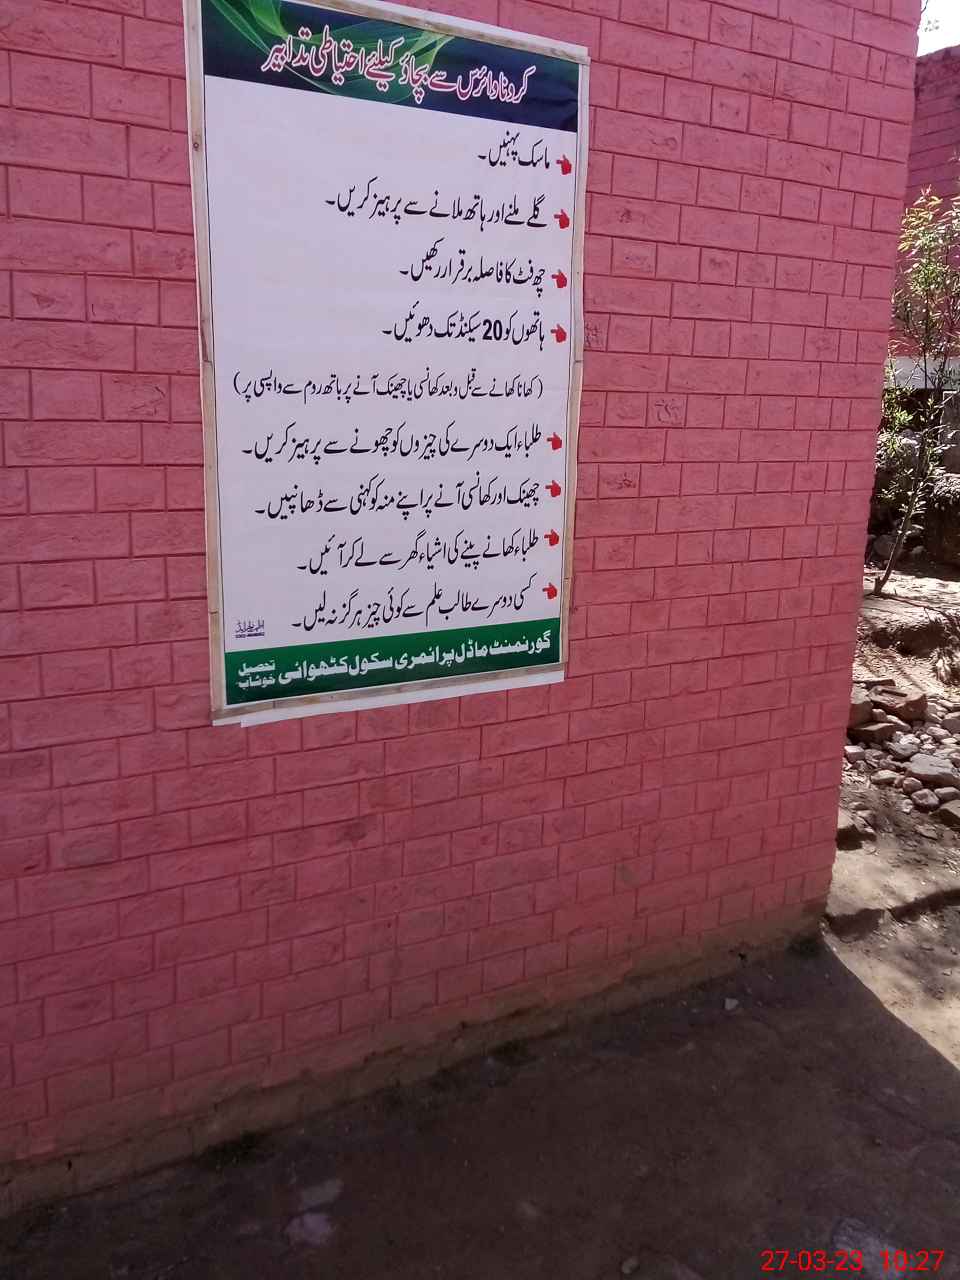 کرونا وائرس سے بچاؤ کیلئے احتیاطی تدابیر
ماسک پہنیں۔
گلے ملنے اور ہاتھ ملانے سے پرہیز کریں۔
چھ فٹ کا فاصلہ برقرار رکھیں۔
ہاتھوں کو 20 سیکنڈ تک دھوئیں۔
(کھانا کھانے سے قبل و بعد کھانسی یا چھینک آنے پر باتھ روم سے واپسی پر)
طلباء ایک دوسرے کی چیزوں کو چھونے سے پرہیز کریں۔
چھینک اور کھانسی آنے پر اپنے منہ کو کہنی سے ڈھانپیں۔
طلباء کھانے پینے کی اشیاء گھر سے لے کر آئیں۔
کسی دوسرے طالب علم سے کوئی چیز ہرگز نہ لیں۔
گورنمنٹ ماڈل پرائمری سکول کٹھوائی تحصیل خوشاب
27-03-23 10:27